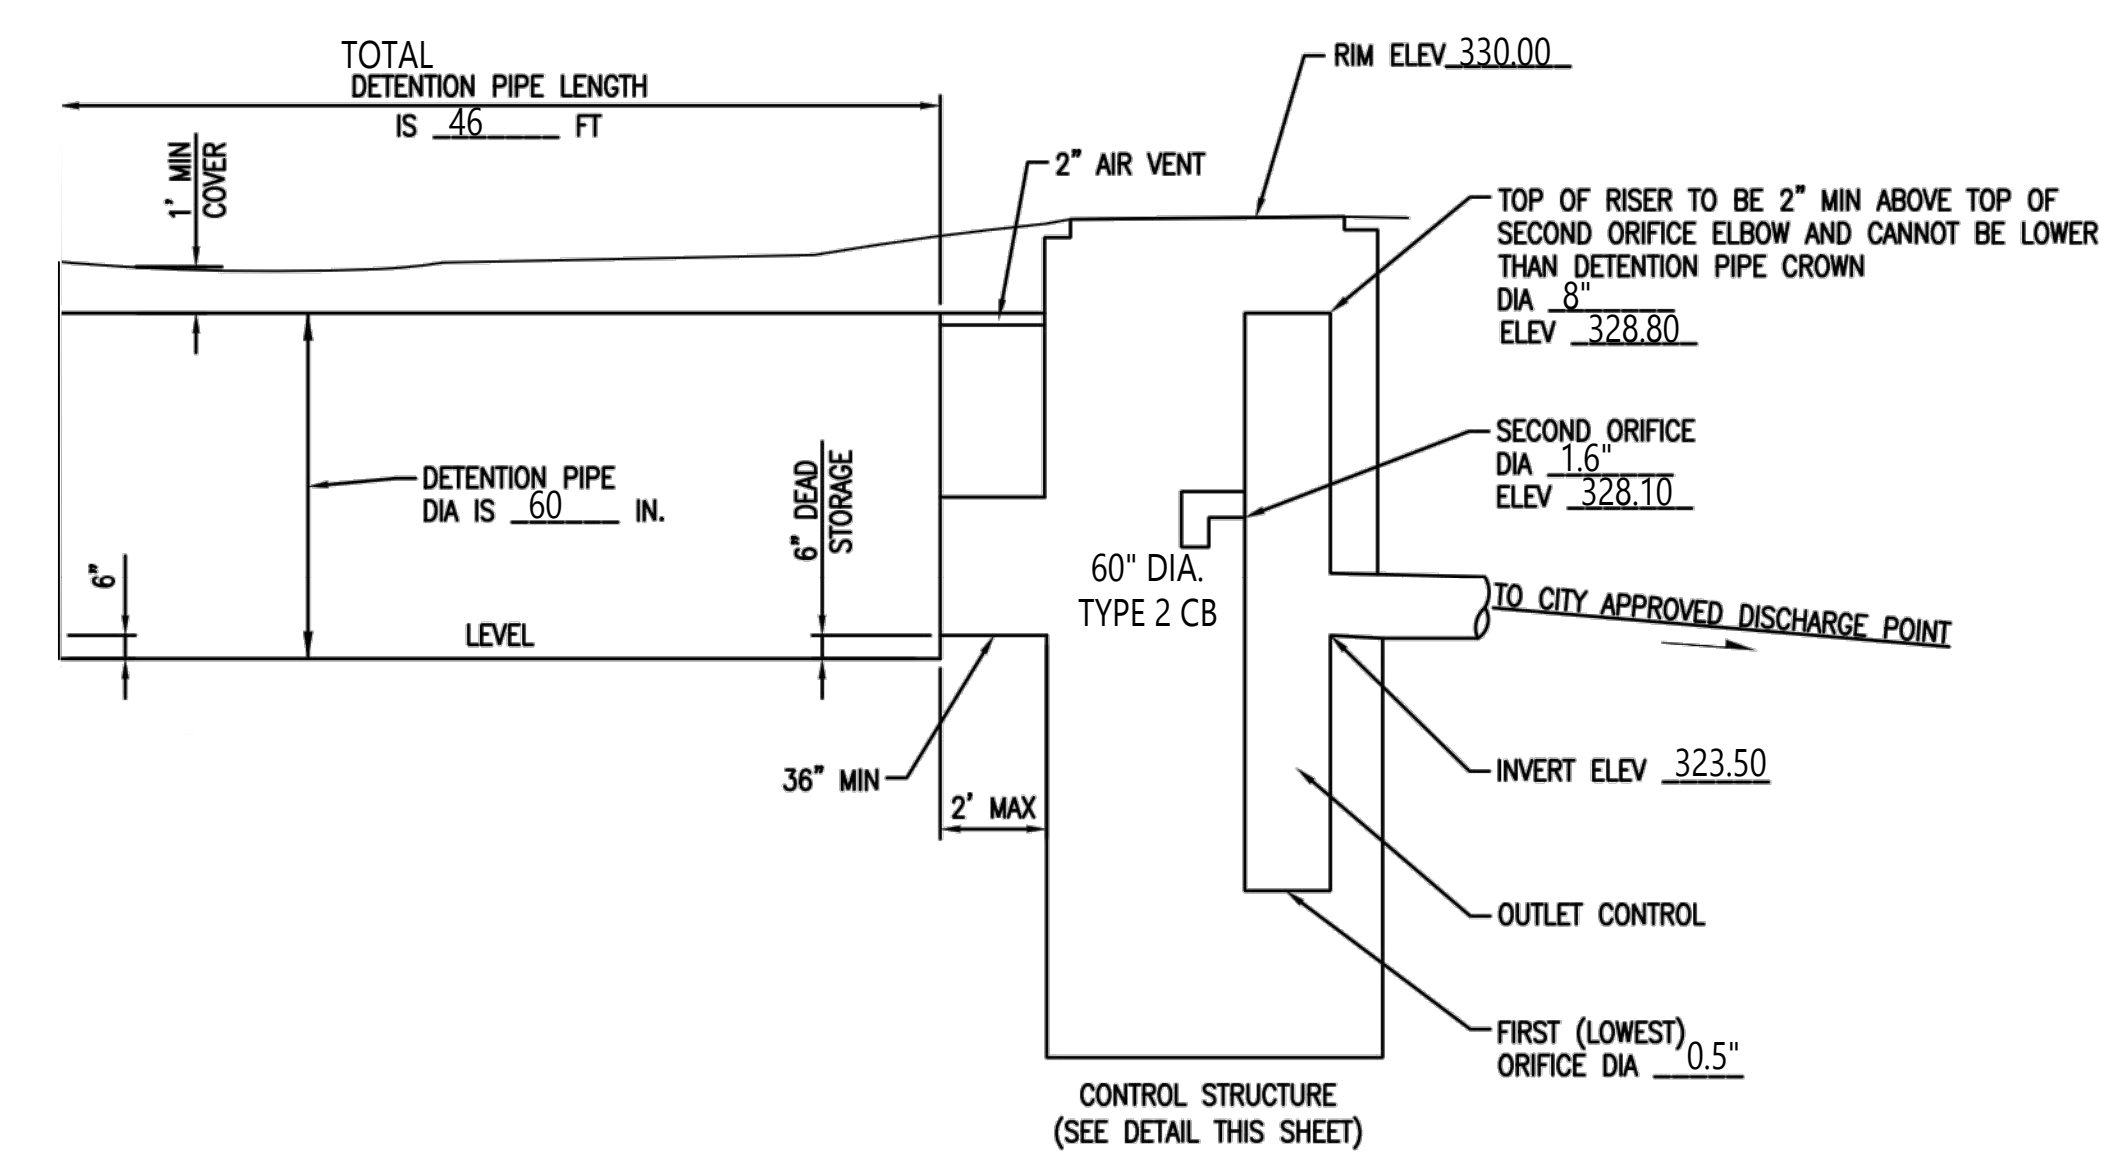 TOTAL
DETENTION PIPE LENGTH
IS 46 FT
1' MIN
COVER
RIM ELEV 330.00
2" AIR VENT
TOP OF RISER TO BE 2" MIN ABOVE TOP OF
SECOND ORIFICE ELBOW AND CANNOT BE LOWER
THAN DETENTION PIPE CROWN
DIA 8"
ELEV 328.80
SECOND ORIFICE
DIA 1.6"
ELEV 328.10
DETENTION PIPE
DIA IS 60 IN.
6" DEAD
STORAGE
6"
LEVEL
60" DIA.
TYPE 2 CB
TO CITY APPROVED DISCHARGE POINT
36" MIN
2' MAX
INVERT ELEV 323.50
OUTLET CONTROL
FIRST (LOWEST)
ORIFICE DIA 0.5"
CONTROL STRUCTURE
(SEE DETAIL THIS SHEET)